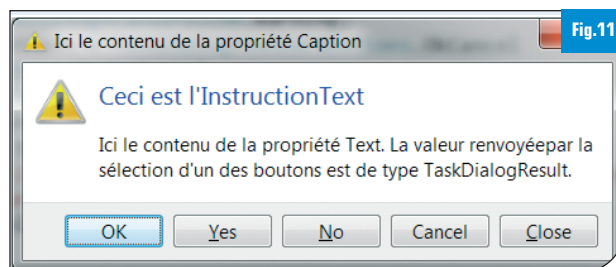 Fig.11
Ici le contenu de la propriété Caption
Ceci est l'InstructionText
Ici le contenu de la propriété Text. La valeur renvoyéepar la
sélection d'un des boutons est de type TaskDialogResult.
OK Yes No Cancel Close